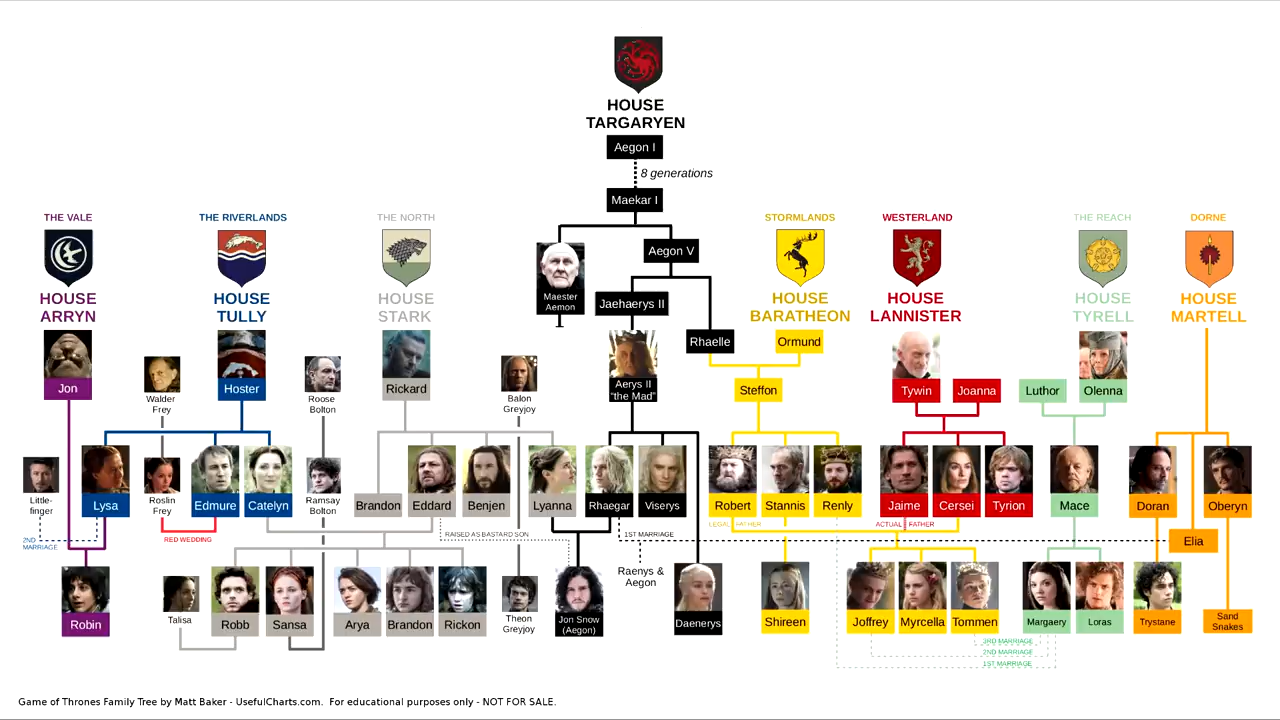 HOUSE
TARGARYEN
Aegon I
8 generations
Maekar I
THE VALE
THE RIVERLANDS
THE NORTH
STORMLANDS
WESTERLAND
THE REACH
DORNE
Aegon V
Maester
Aemon
Jaehaerys II
HOUSE
ARRYN
HOUSE
TULLY
HOUSE
STARK
HOUSE
BARATHEON
HOUSE
LANNISTER
HOUSE
TYRELL
HOUSE
MARTELL
Rhaelle
Ormund
Jon
Walder
Frey
Hoster
Roose
Bolton
Rickard
Balon
Greyjoy
Aerys II
"the Mad"
Steffon
Tywin
Joanna
Luthor
Olenna
Little-
finger
Lysa
Roslin
Frey
Edmure
Catelyn
Ramsay
Bolton
Brandon
Eddard
Benjen
Lyanna
Rhaegar
Viserys
Robert
Stannis
Renly
Jaime
Cersei
Tyrion
Mace
Doran
Oberyn
LEGAL FATHER
ACTUAL FATHER
2ND
MARRIAGE
RED WEDDING
RAISED AS BASTARD SON
1ST MARRIAGE
Elia
Raenys &
Aegon
Robin
Talisa
Robb
Sansa
Arya
Brandon
Rickon
Theon
Greyjoy
Jon Snow
(Aegon)
Daenerys
Shireen
Joffrey
Myrcella
Tommen
Margaery
Loras
Trystane
Sand
Snakes
3RD MARRIAGE
2ND MARRIAGE
1ST MARRIAGE
Game of Thrones Family Tree by Matt Baker - UsefulCharts.com. For educational purposes only - NOT FOR SALE.